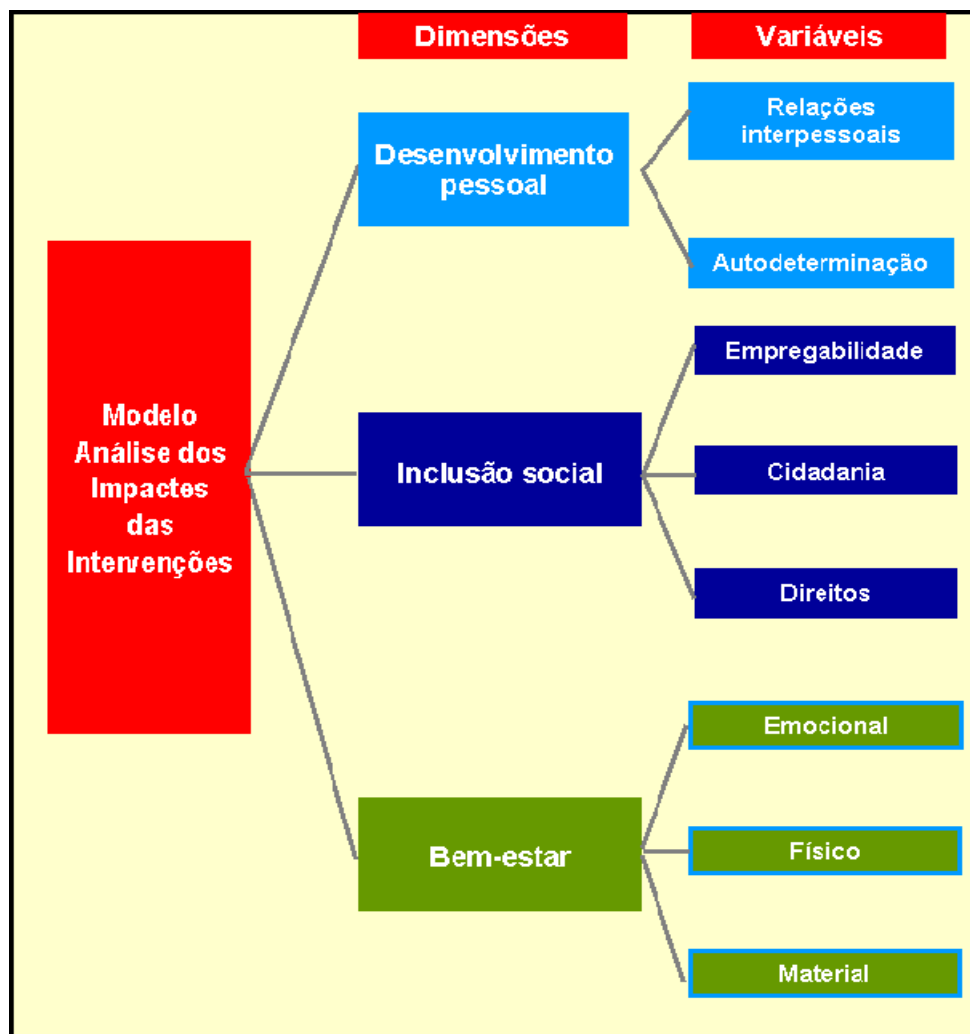 Dimensões
Variáveis
Relações
interpessoais
Desenvolvimento
pessoal
Autodeterminação
Empregabilidade
Modelo
Análise dos
Impactes
das
Intervenções
Inclusão social
Cidadania
Direitos
Emocional
Bem-estar
Físico
Material